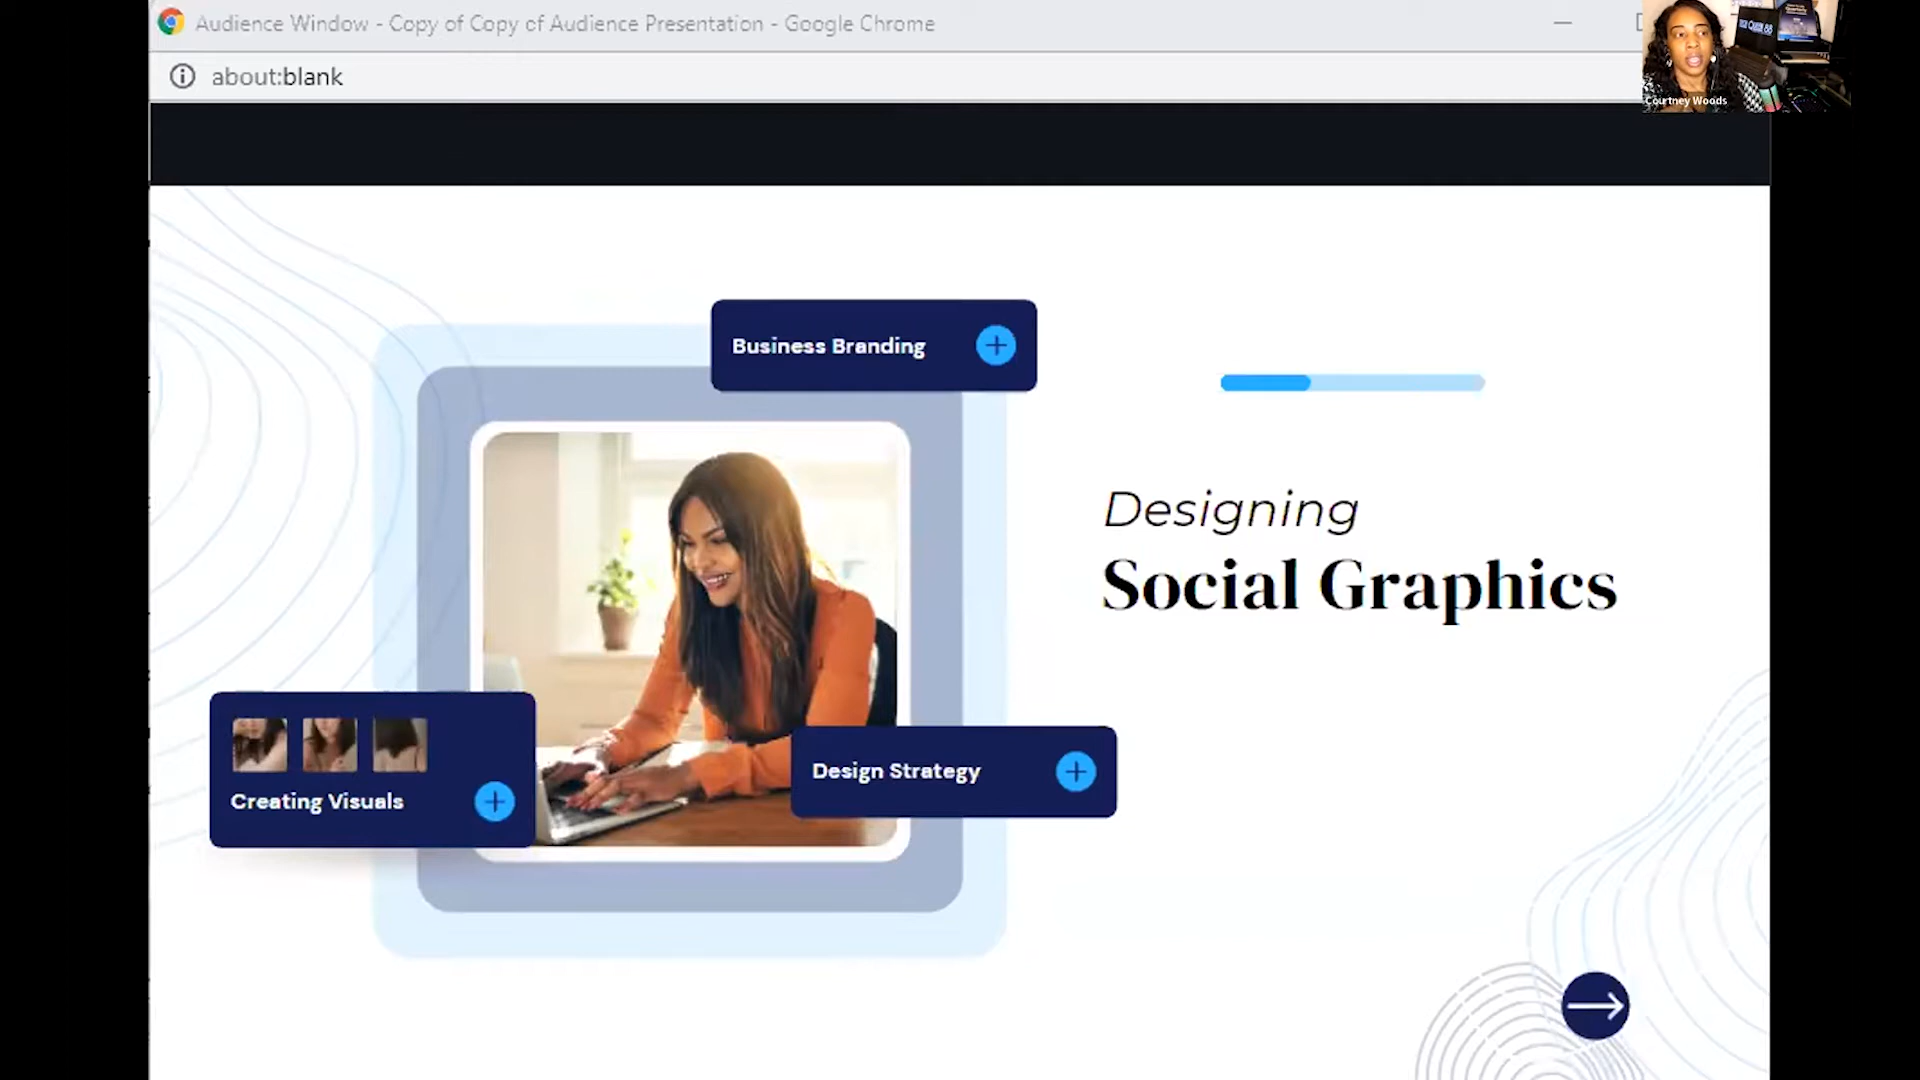 Audience Window - Copy of Copy of Audience Presentation - Google Chrome
about:blank
Courtney Woods
Business Branding
Designing
Social Graphics
Creating Visuals
Design Strategy